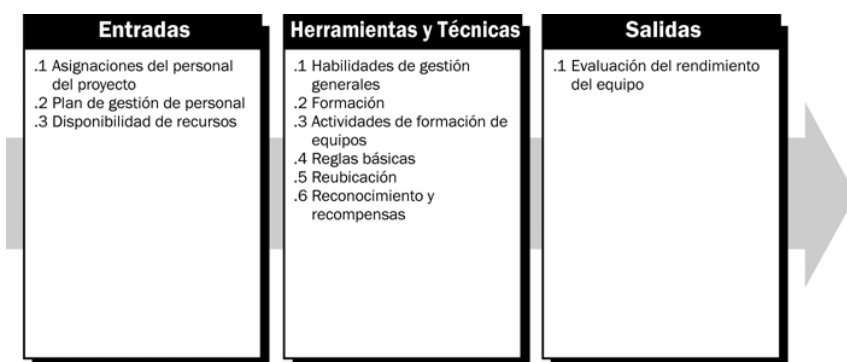 Entradas
.1 Asignaciones del personal
del proyecto
.2 Plan de gestión de personal
.3 Disponibilidad de recursos
Herramientas y Técnicas
.1 Habilidades de gestión
generales
.2 Formación
.3 Actividades de formación de
equipos
.4 Reglas básicas
.5 Reubicación
.6 Reconocimiento y
recompensas
Salidas
.1 Evaluación del rendimiento
del equipo